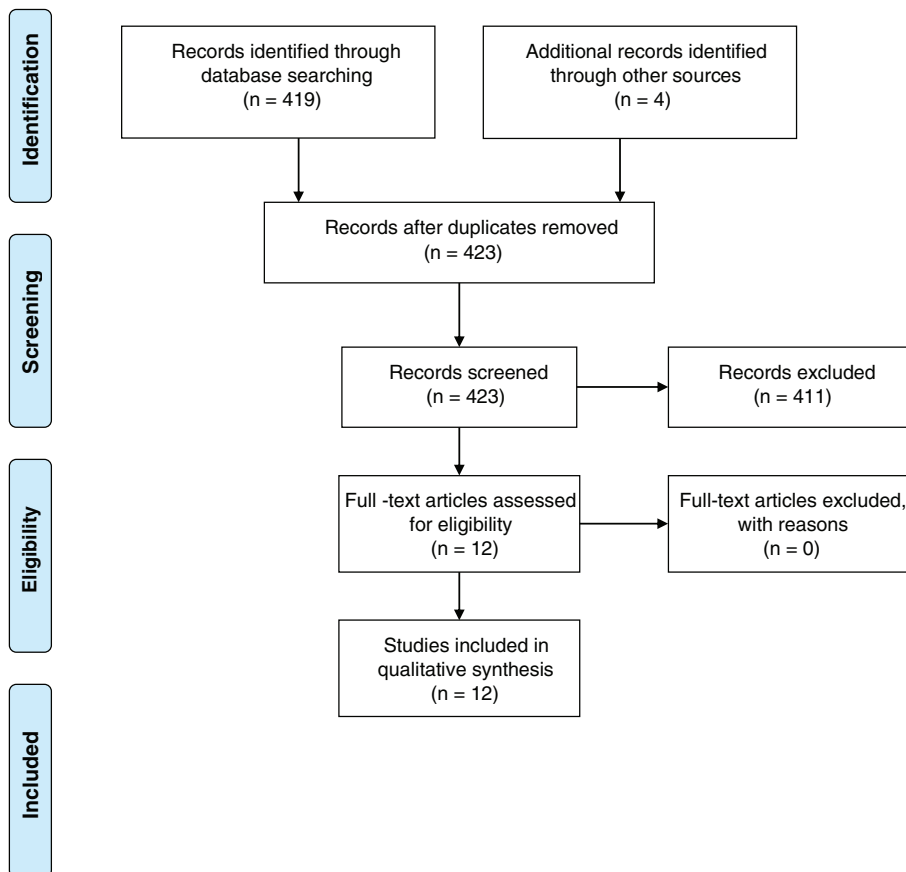 Identification
Records identified through
database searching
(n = 419)
Additional records identified
through other sources
(n = 4)
Records after duplicates removed
(n = 423)
Screening
Records screened
(n = 423)
Records excluded
(n = 411)
Eligibility
Full -text articles assessed
for eligibility
(n = 12)
Full-text articles excluded,
with reasons
(n = 0)
Studies included in
qualitative synthesis
(n = 12)
Included